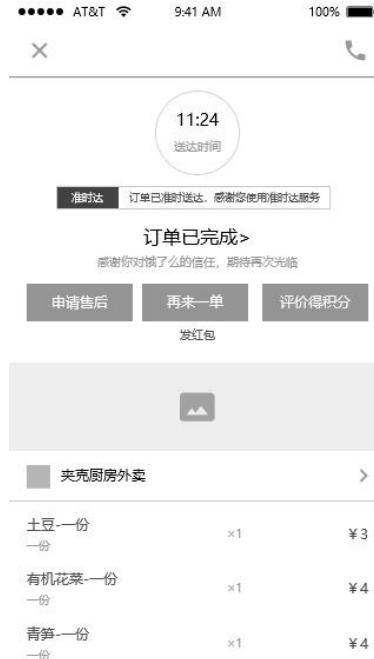 AT&T 9:41 AM 100%
11:24
送达时间
准时达 订单已准时送达，感谢您使用准时达服务
订单已完成>
感谢你对饿了么的信任，期待再次光临
申请售后 再来一单 评价得积分
发红包
夹克厨房外卖
土豆-一份
一份 ×1 ¥3
有机花菜-一份
一份 ×1 ¥4
青笋-一份
一份 ×1 ¥4